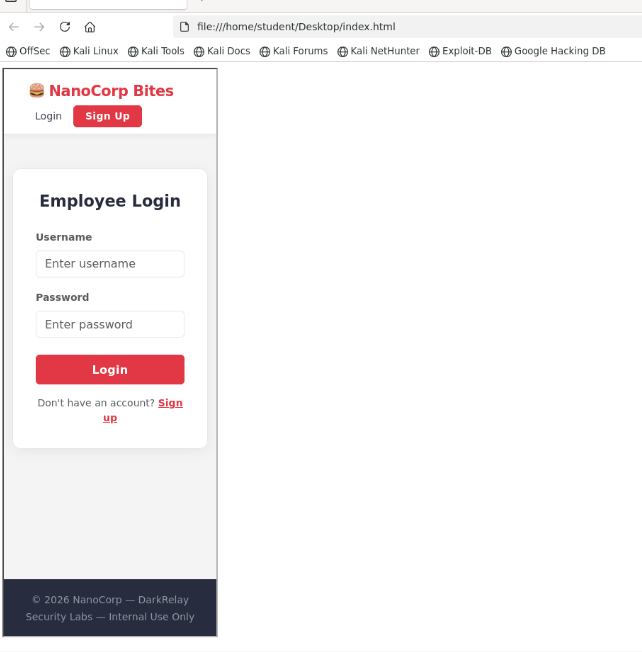 file:///home/student/Desktop/index.html
OffSec Kali Linux Kali Tools Kali Docs Kali Forums Kali NetHunter Exploit-DB Google Hacking DB
NanoCorp Bites
Login Sign Up
Employee Login
Username
Enter username
Password
Enter password
Login
Don't have an account? Sign
up
© 2026 NanoCorp — DarkRelay
Security Labs — Internal Use Only